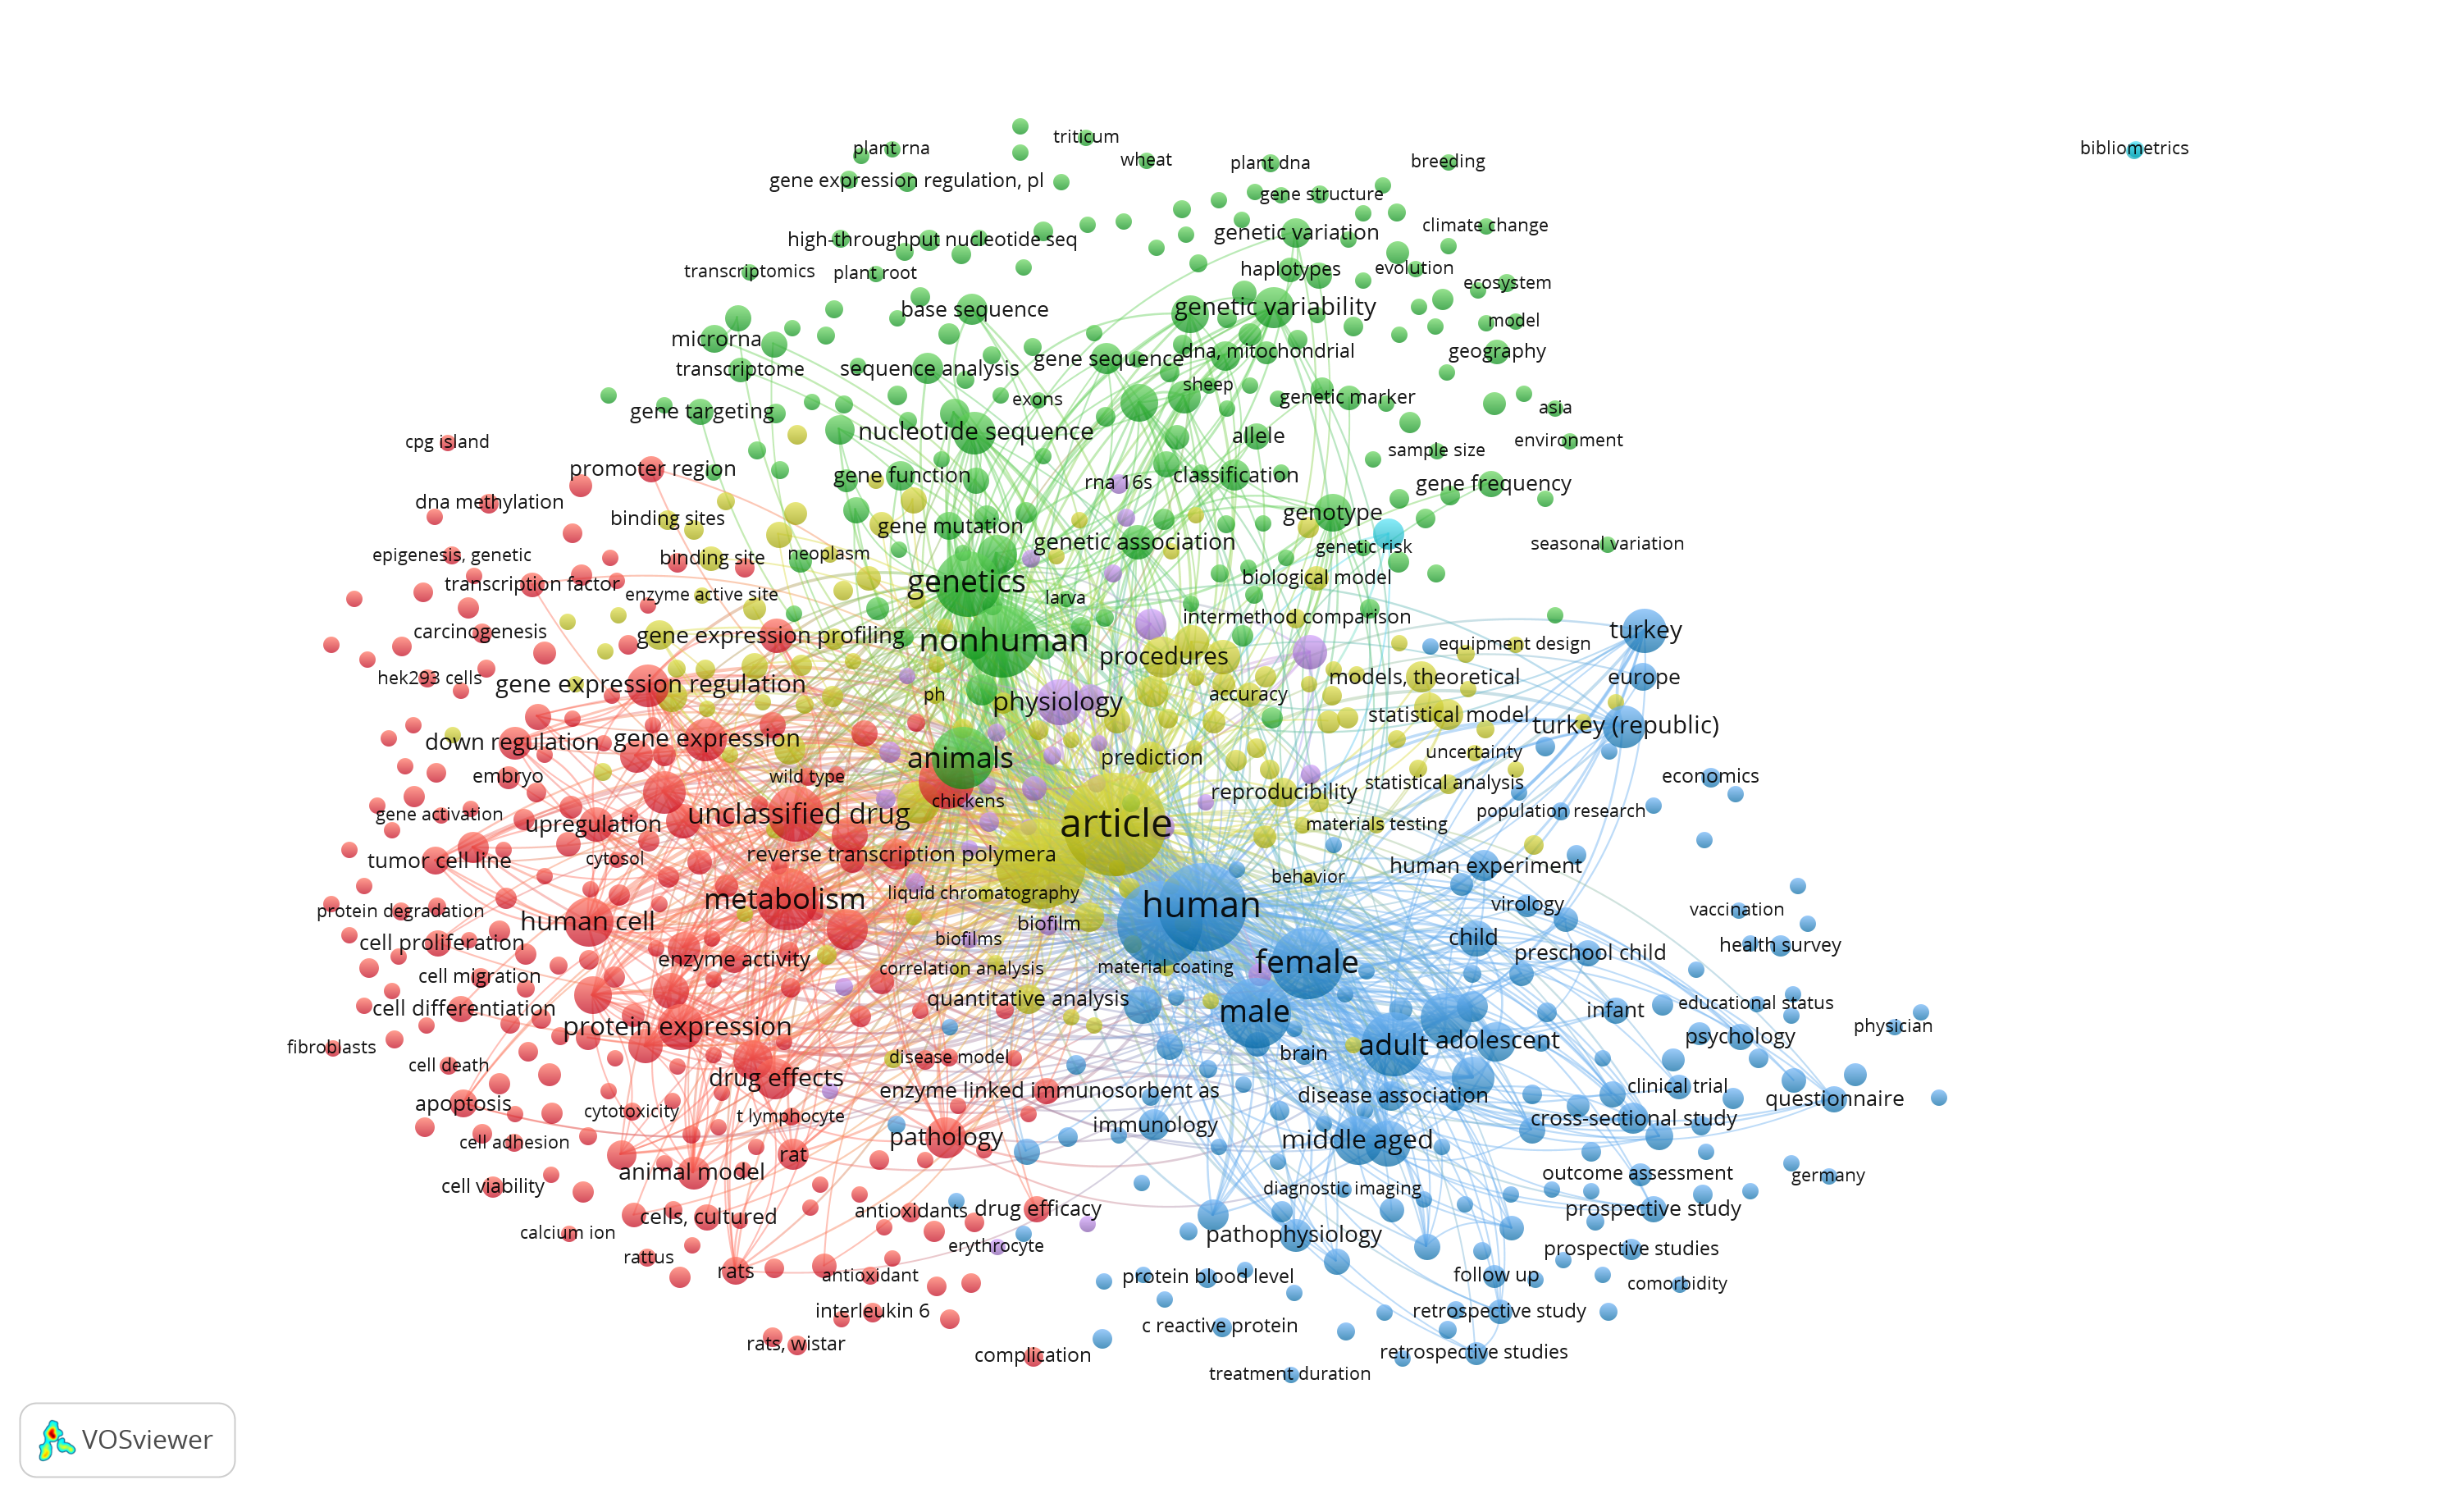 triticum
plant rna
wheat
plant dna
breeding
bibliometrics
gene expression regulation, pl
gene structure
high-throughput nucleotide seq
genetic variation
climate change
transcriptomics
plant root
haplotypes
evolution
ecosystem
base sequence
genetic variability
model
microrna
gene sequence
dna, mitochondrial
geography
transcriptome
sequence analysis
sheep
exons
genetic marker
gene targeting
asia
cpg island
nucleotide sequence
allele
environment
sample size
promoter region
gene function
rna 16s
classification
gene frequency
dna methylation
binding sites
gene mutation
genotype
epigenesis, genetic
binding site
neoplasm
genetic association
genetic risk
seasonal variation
transcription factor
genetics
biological model
enzyme active site
larva
intermethod comparison
carcinogenesis
gene expression profiling
nonhuman
procedures
equipment design
turkey
hek293 cells
gene expression regulation
ph
physiology
accuracy
models, theoretical
europe
down regulation
gene expression
statistical model
turkey (republic)
embryo
wild type
animals
prediction
uncertainty
economics
gene activation
upregulation
unclassified drug
chickens
article
reproducibility
statistical analysis
population research
materials testing
tumor cell line
cytosol
reverse transcription polymera
human experiment
behavior
protein degradation
human cell
metabolism
liquid chromatography
human
virology
vaccination
cell proliferation
biofilm
biofilms
child
preschool child
health survey
cell migration
enzyme activity
correlation analysis
material coating
female
cell differentiation
quantitative analysis
male
infant
educational status
fibroblasts
protein expression
disease model
brain
adult
adolescent
psychology
physician
cell death
drug effects
enzyme linked immunosorbent as
disease association
clinical trial
questionnaire
apoptosis
cytotoxicity
t lymphocyte
immunology
cross-sectional study
cell adhesion
pathology
middle aged
rat
animal model
outcome assessment
germany
cell viability
diagnostic imaging
cells, cultured
antioxidants
drug efficacy
prospective study
calcium ion
rattus
erythrocyte
pathophysiology
prospective studies
rats
antioxidant
protein blood level
follow up
comorbidity
interleukin 6
retrospective study
rats, wistar
complication
c reactive protein
retrospective studies
treatment duration
VOSviewer